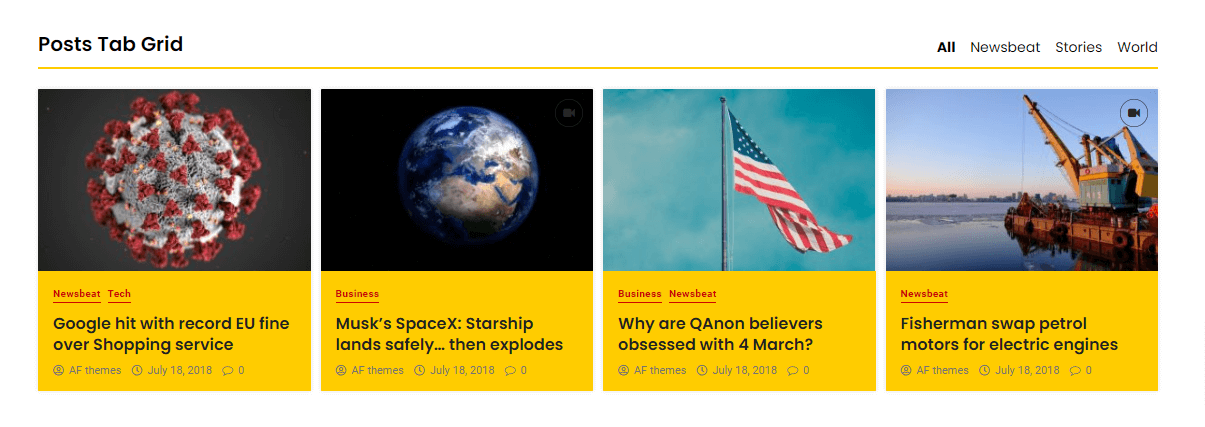 Posts Tab Grid
All Newsbeat Stories World
Newsbeat Tech
Google hit with record EU fine
over Shopping service
AF themes July 18, 2018 0
Business
Musk’s SpaceX: Starship
lands safely… then explodes
AF themes July 18, 2018 0
Business Newsbeat
Why are QAnon believers
obsessed with 4 March?
AF themes July 18, 2018 0
Newsbeat
Fisherman swap petrol
motors for electric engines
AF themes July 18, 2018 0